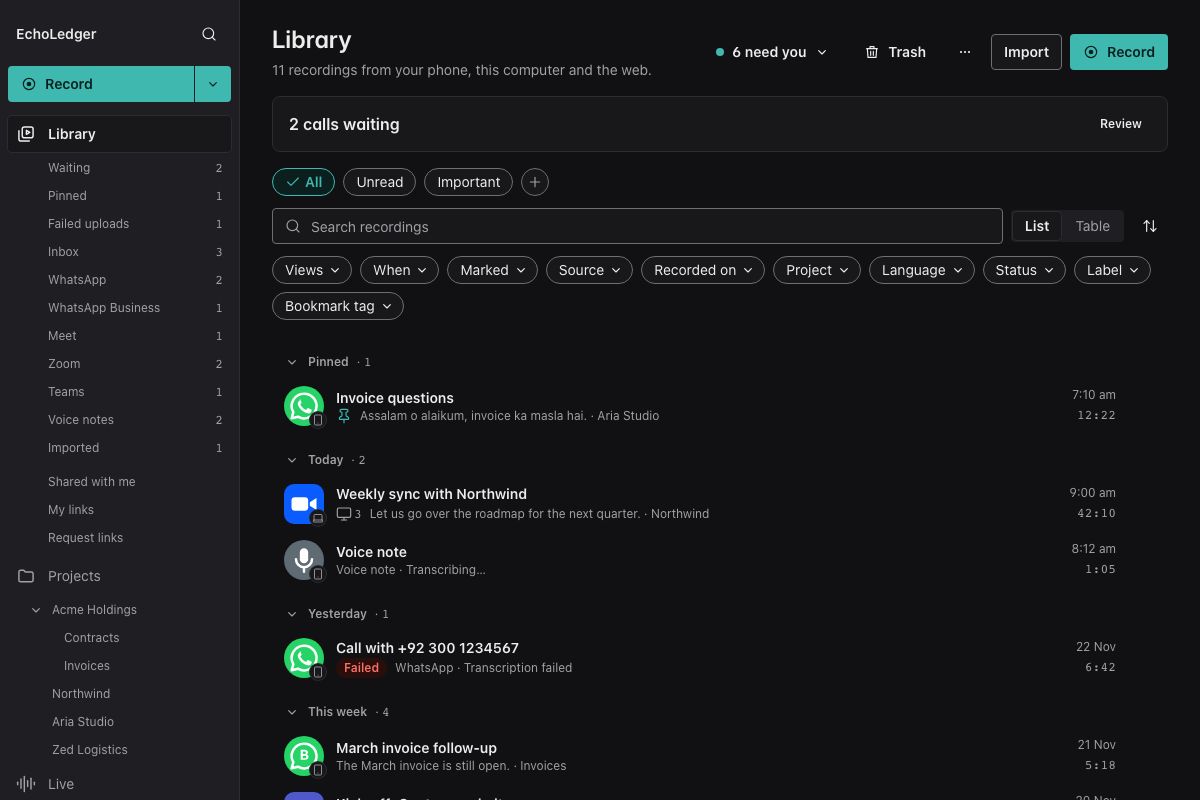 EchoLedger
Record
Library
Waiting 2
Pinned 1
Failed uploads 1
Inbox 3
WhatsApp 2
WhatsApp Business 1
Meet 1
Zoom 2
Teams 1
Voice notes 2
Imported 1
Shared with me
My links
Request links
Projects
Acme Holdings
Contracts
Invoices
Northwind
Aria Studio
Zed Logistics
Live
Library
11 recordings from your phone, this computer and the web.
6 need you
Trash
Import
Record
2 calls waiting
Review
All Unread Important
Search recordings
List Table
Views When Marked Source Recorded on Project Language Status Label
Bookmark tag
Pinned · 1
Invoice questions 7:10 am
Assalam o alaikum, invoice ka masla hai. · Aria Studio 12:22
Today · 2
Weekly sync with Northwind 9:00 am
3 Let us go over the roadmap for the next quarter. · Northwind 42:10
Voice note 8:12 am
Voice note · Transcribing… 1:05
Yesterday · 1
Call with +92 300 1234567 22 Nov
Failed WhatsApp · Transcription failed 6:42
This week · 4
March invoice follow-up 21 Nov
B
The March invoice is still open. · Invoices 5:18